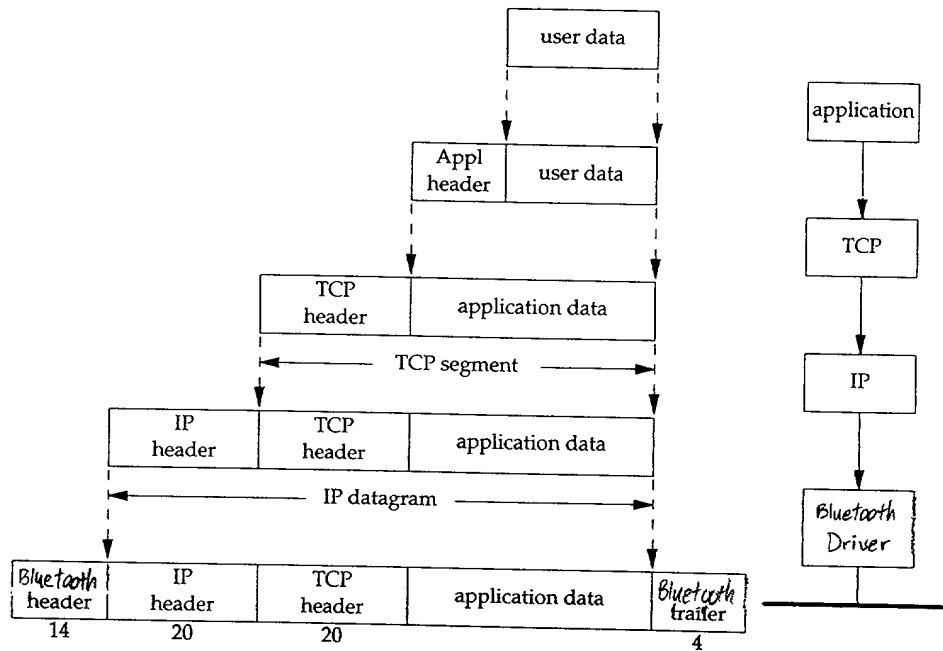 user data
application
Appl
header
user data
TCP
TCP
header
application data
TCP segment
IP
IP
header
TCP
header
application data
IP datagram
Bluetooth
Driver
Bluetooth
header
IP
header
TCP
header
application data
Bluetooth
trailer
14
20
20
4